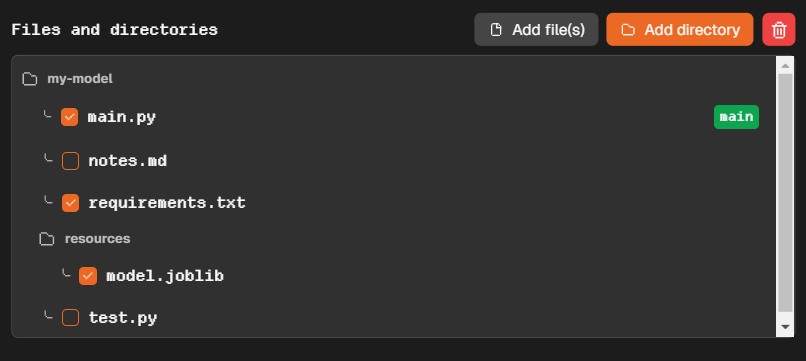 Files and directories Add file(s) Add directory
my-model
main.py main
notes.md
requirements.txt
resources
model.joblib
test.py